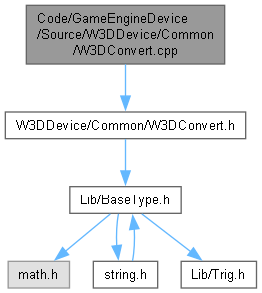 Code/GameEngineDevice
/Source/W3DDevice/Common
/W3DConvert.cpp
W3DDevice/Common/W3DConvert.h
Lib/BaseType.h
math.h
string.h
Lib/Trig.h